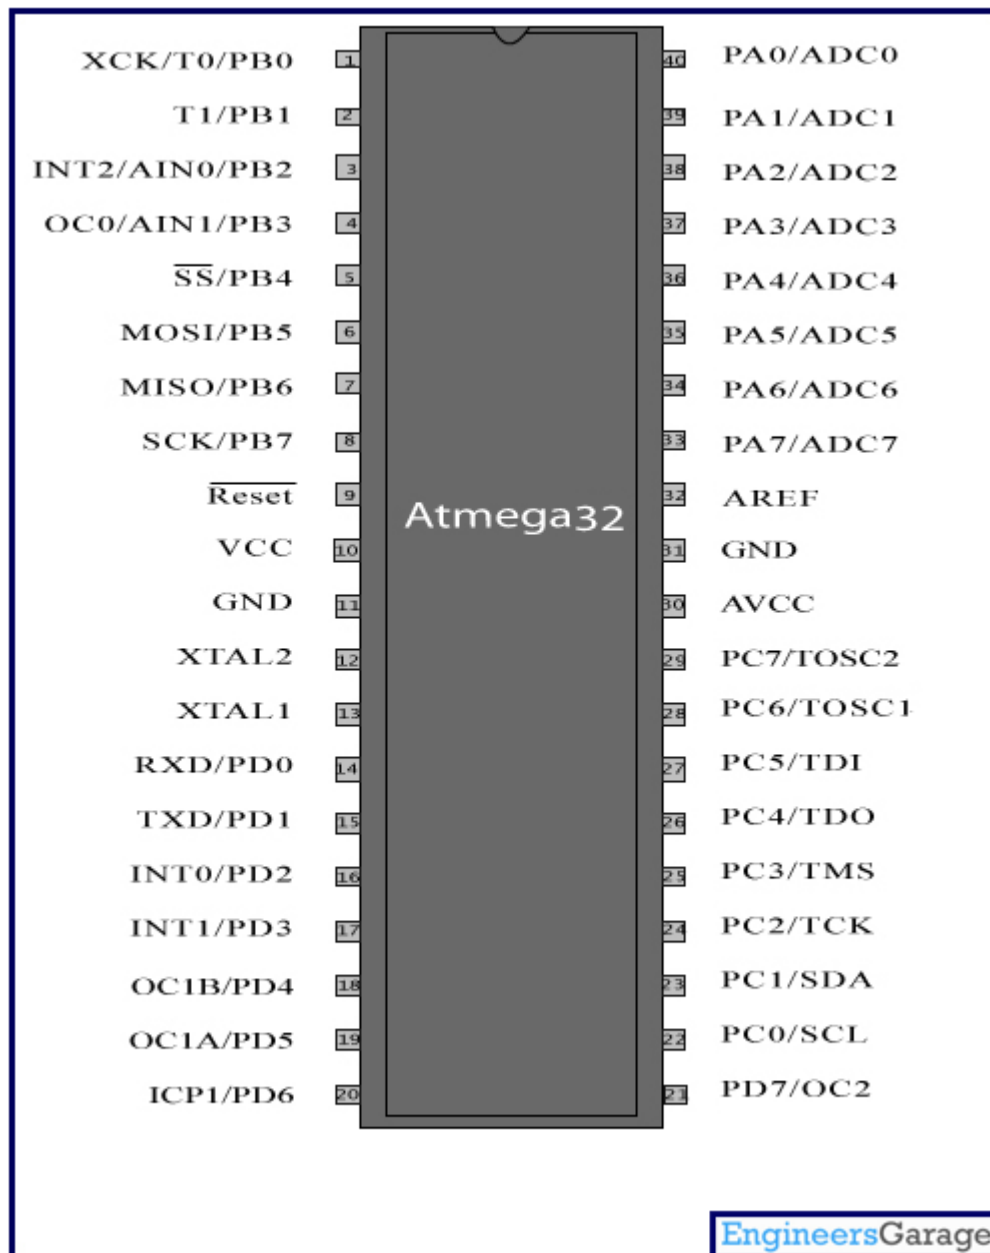 XCK/T0/PB0 1 40 PA0/ADC0
T1/PB1 2 39 PA1/ADC1
INT2/AIN0/PB2 3 38 PA2/ADC2
OC0/AIN1/PB3 4 37 PA3/ADC3
SS/PB4 5 36 PA4/ADC4
MOSI/PB5 6 35 PA5/ADC5
MISO/PB6 7 34 PA6/ADC6
SCK/PB7 8 33 PA7/ADC7
Reset 9 32 AREF
Atmega32
VCC 10 31 GND
GND 11 30 AVCC
XTAL2 12 29 PC7/TOSC2
XTAL1 13 28 PC6/TOSC1
RXD/PD0 14 27 PC5/TDI
TXD/PD1 15 26 PC4/TDO
INT0/PD2 16 25 PC3/TMS
INT1/PD3 17 24 PC2/TCK
OC1B/PD4 18 23 PC1/SDA
OC1A/PD5 19 22 PC0/SCL
ICP1/PD6 20 21 PD7/OC2
EngineersGarage